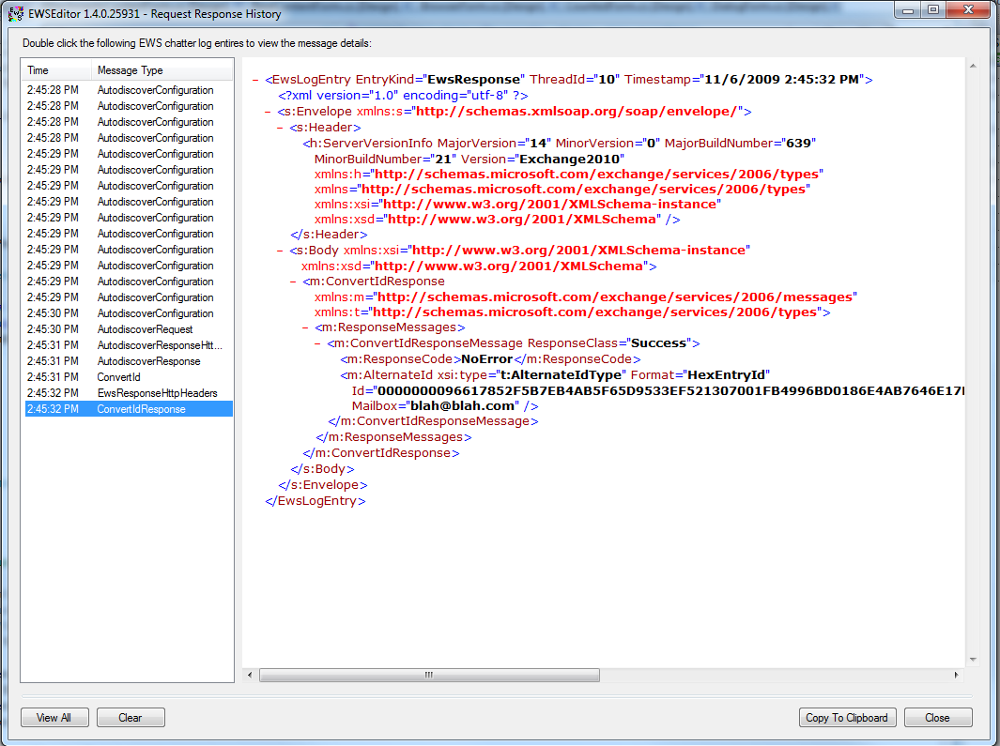 EWSEditor 1.4.0.25931 - Request Response History
Double click the following EWS chatter log entires to view the message details:
Time Message Type
2:45:28 PM AutodiscoverConfiguration
2:45:28 PM AutodiscoverConfiguration
2:45:28 PM AutodiscoverConfiguration
2:45:28 PM AutodiscoverConfiguration
2:45:29 PM AutodiscoverConfiguration
2:45:29 PM AutodiscoverConfiguration
2:45:29 PM AutodiscoverConfiguration
2:45:29 PM AutodiscoverConfiguration
2:45:29 PM AutodiscoverConfiguration
2:45:29 PM AutodiscoverConfiguration
2:45:29 PM AutodiscoverConfiguration
2:45:29 PM AutodiscoverConfiguration
2:45:29 PM AutodiscoverConfiguration
2:45:29 PM AutodiscoverConfiguration
2:45:30 PM AutodiscoverConfiguration
2:45:30 PM AutodiscoverRequest
2:45:31 PM AutodiscoverResponseHtt...
2:45:31 PM AutodiscoverResponse
2:45:31 PM ConvertId
2:45:32 PM EwsResponseHttpHeaders
2:45:32 PM ConvertIdResponse
- <EwsLogEntry EntryKind="EwsResponse" ThreadId="10" Timestamp="11/6/2009 2:45:32 PM">
<?xml version="1.0" encoding="utf-8" ?>
- <s:Envelope xmlns:s="http://schemas.xmlsoap.org/soap/envelope/">
- <s:Header>
<h:ServerVersionInfo MajorVersion="14" MinorVersion="0" MajorBuildNumber="639"
MinorBuildNumber="21" Version="Exchange2010"
xmlns:h="http://schemas.microsoft.com/exchange/services/2006/types"
xmlns="http://schemas.microsoft.com/exchange/services/2006/types"
xmlns:xsi="http://www.w3.org/2001/XMLSchema-instance"
xmlns:xsd="http://www.w3.org/2001/XMLSchema" />
</s:Header>
- <s:Body xmlns:xsi="http://www.w3.org/2001/XMLSchema-instance"
xmlns:xsd="http://www.w3.org/2001/XMLSchema">
- <m:ConvertIdResponse
xmlns:m="http://schemas.microsoft.com/exchange/services/2006/messages"
xmlns:t="http://schemas.microsoft.com/exchange/services/2006/types">
- <m:ResponseMessages>
- <m:ConvertIdResponseMessage ResponseClass="Success">
<m:ResponseCode>NoError</m:ResponseCode>
<m:AlternateId xsi:type="t:AlternateIdType" Format="HexEntryId"
Id="0000000096617852F5B7EB4AB5F65D9533EF521307001FB4996BD0186E4AB7646E17
Mailbox="blah@blah.com" />
</m:ConvertIdResponseMessage>
</m:ResponseMessages>
</m:ConvertIdResponse>
</s:Body>
</s:Envelope>
</EwsLogEntry>
View All
Clear
Copy To Clipboard
Close